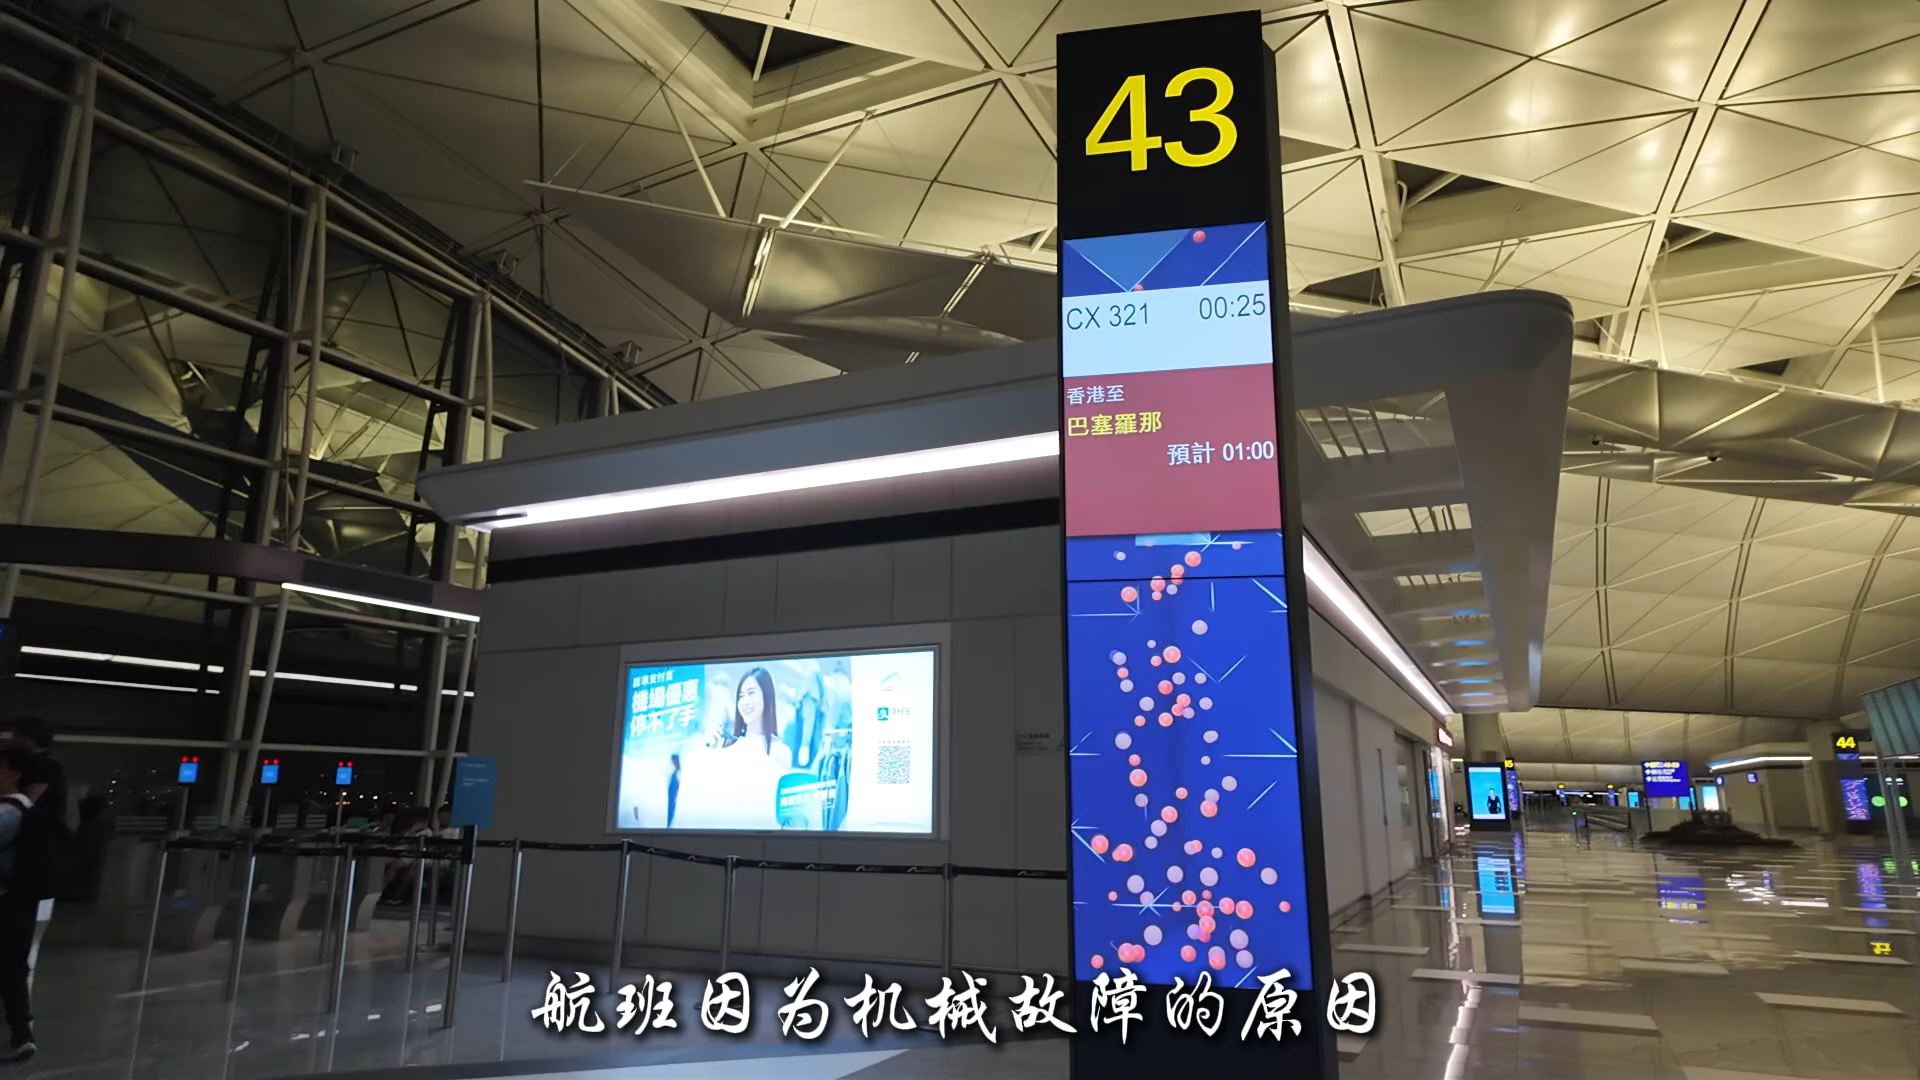 43
CX 321 00:25
香港至
巴塞羅那
預計 01:00
機場優惠
停不了手
44
航班因为机械故障的原因